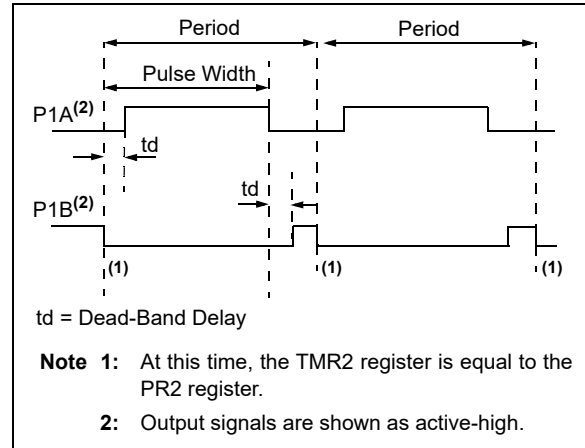 Period
Period
Pulse Width
P1A(2)
td
td
P1B(2)
(1)
(1)
(1)
td = Dead-Band Delay
Note 1: At this time, the TMR2 register is equal to the
PR2 register.
2: Output signals are shown as active-high.